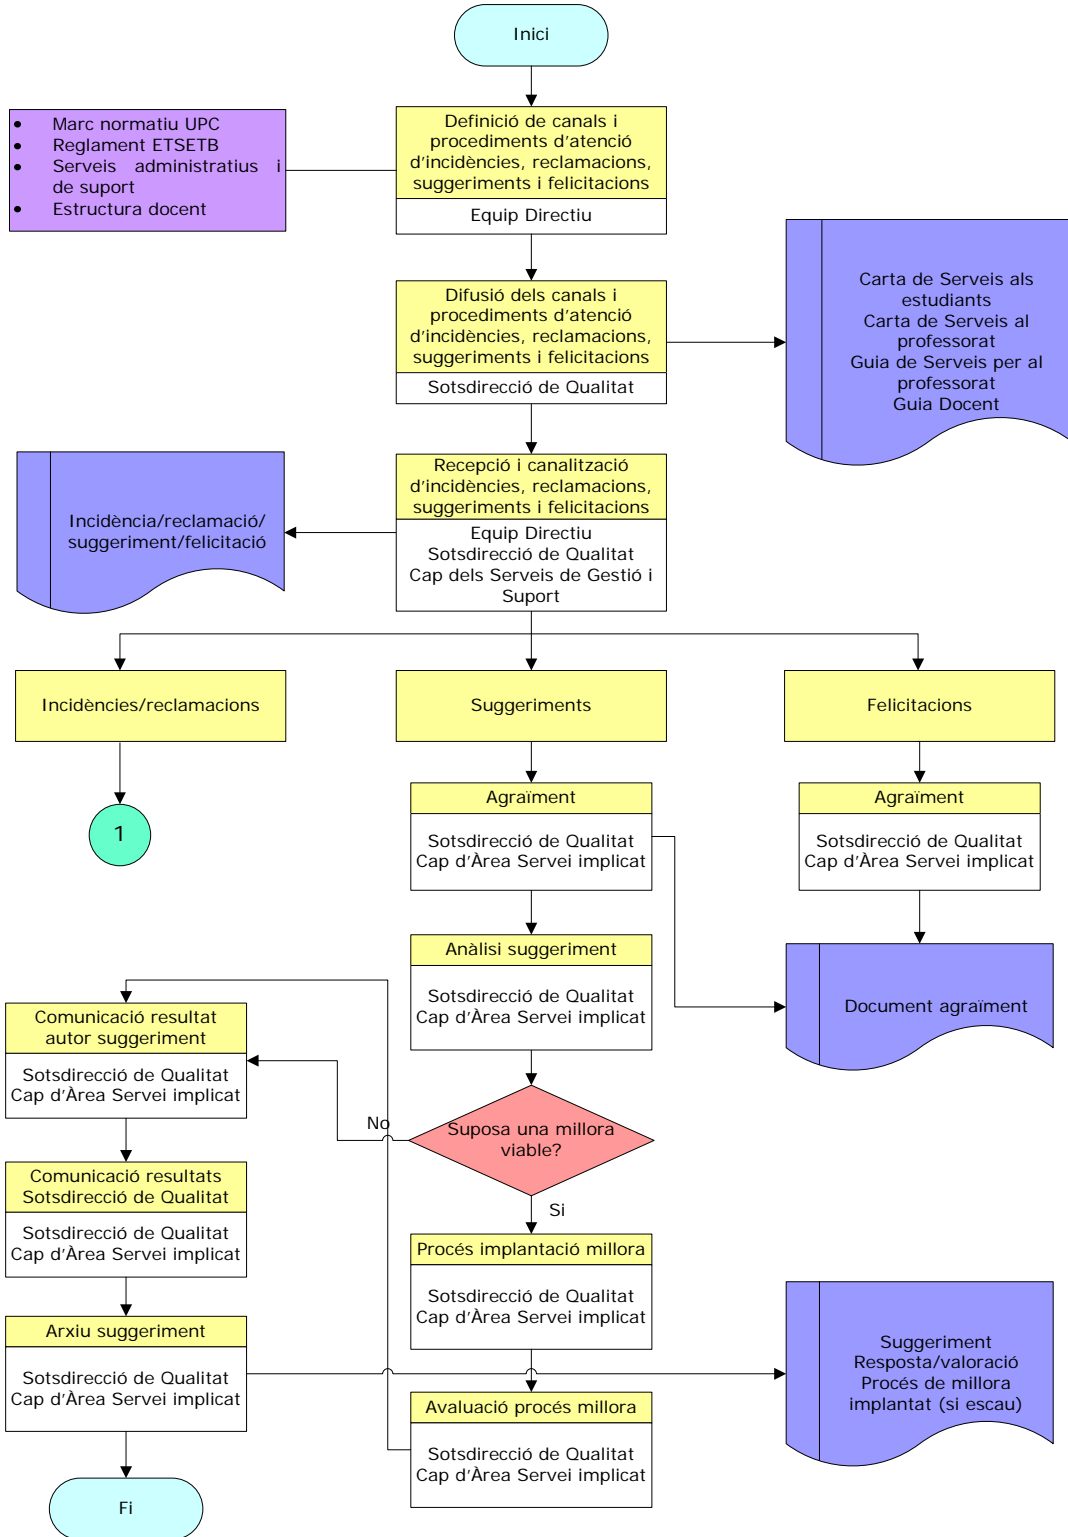 Inici
• Marc normatiu UPC
• Reglament ETSETB
• Serveis administratius i
de suport
• Estructura docent
Definició de canals i
procediments d'atenció
d'incidències, reclamacions,
suggeriments i felicitacions
Equip Directiu
Difusió dels canals i
procediments d'atenció
d'incidències, reclamacions,
suggeriments i felicitacions
Sotsdirecció de Qualitat
Carta de Serveis als
estudiants
Carta de Serveis al
professorat
Guia de Serveis per al
professorat
Guia Docent
Recepció i canalització
d'incidències, reclamacions,
suggeriments i felicitacions
Equip Directiu
Sotsdirecció de Qualitat
Cap dels Serveis de Gestió i
Suport
Incidència/reclamació/
suggeriment/felicitació
Incidències/reclamacions
Suggeriments
Felicitacions
1
Agraïment
Sotsdirecció de Qualitat
Cap d'Àrea Servei implicat
Agraïment
Sotsdirecció de Qualitat
Cap d'Àrea Servei implicat
Anàlisi suggeriment
Sotsdirecció de Qualitat
Cap d'Àrea Servei implicat
Document agraïment
Comunicació resultat
autor suggeriment
Sotsdirecció de Qualitat
Cap d'Àrea Servei implicat
No
Suposa una millora
viable?
Si
Comunicació resultats
Sotsdirecció de Qualitat
Sotsdirecció de Qualitat
Cap d'Àrea Servei implicat
Procés implantació millora
Sotsdirecció de Qualitat
Cap d'Àrea Servei implicat
Arxiu suggeriment
Sotsdirecció de Qualitat
Cap d'Àrea Servei implicat
Suggeriment
Resposta/valoració
Procés de millora
implantat (si escau)
Avaluació procés millora
Sotsdirecció de Qualitat
Cap d'Àrea Servei implicat
Fi